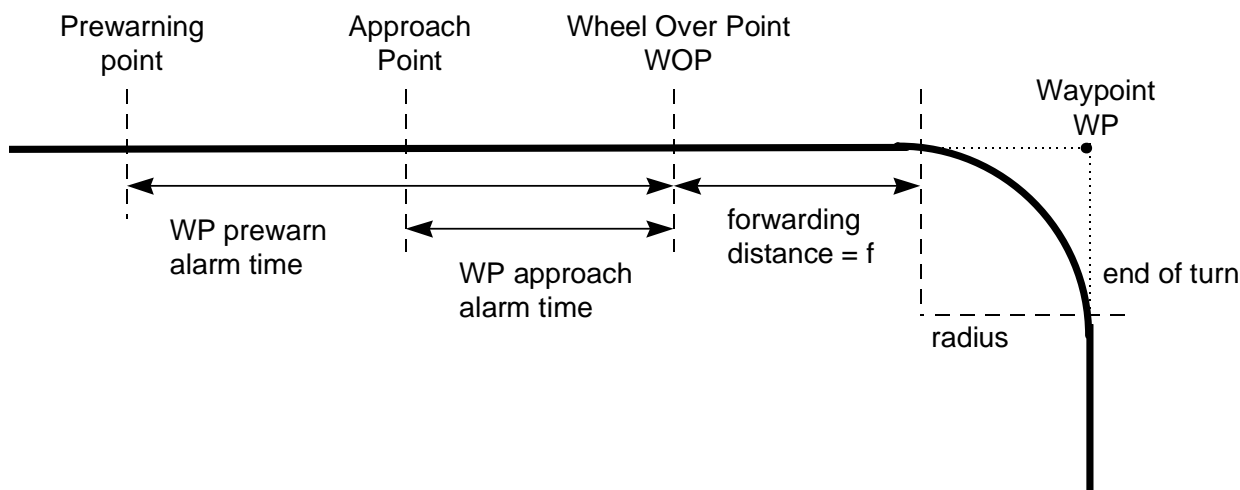 Prewarning
point
Approach
Point
Wheel Over Point
WOP
Waypoint
WP
WP prewarn
alarm time
WP approach
alarm time
forwarding
distance = f
end of turn
radius